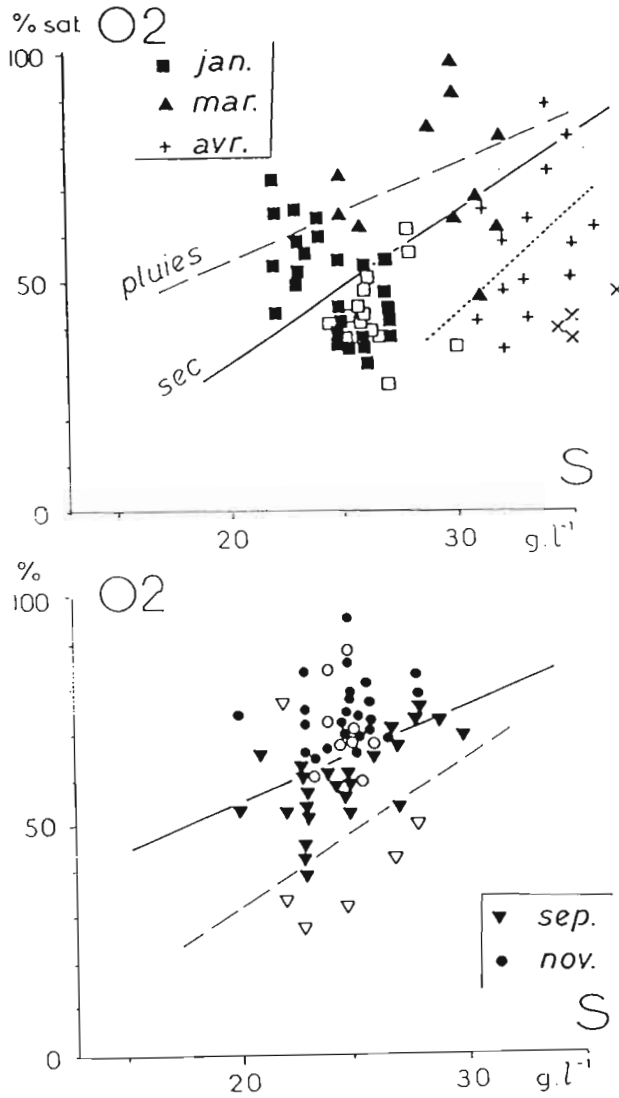 % sat O2
100
■ jan.
▲ mar.
+ avr.
pluies
50
sec
S
0
20
30
g.l⁻¹
% O2
100
50
▼ sep.
● nov.
S
0
20
30
g.l⁻¹